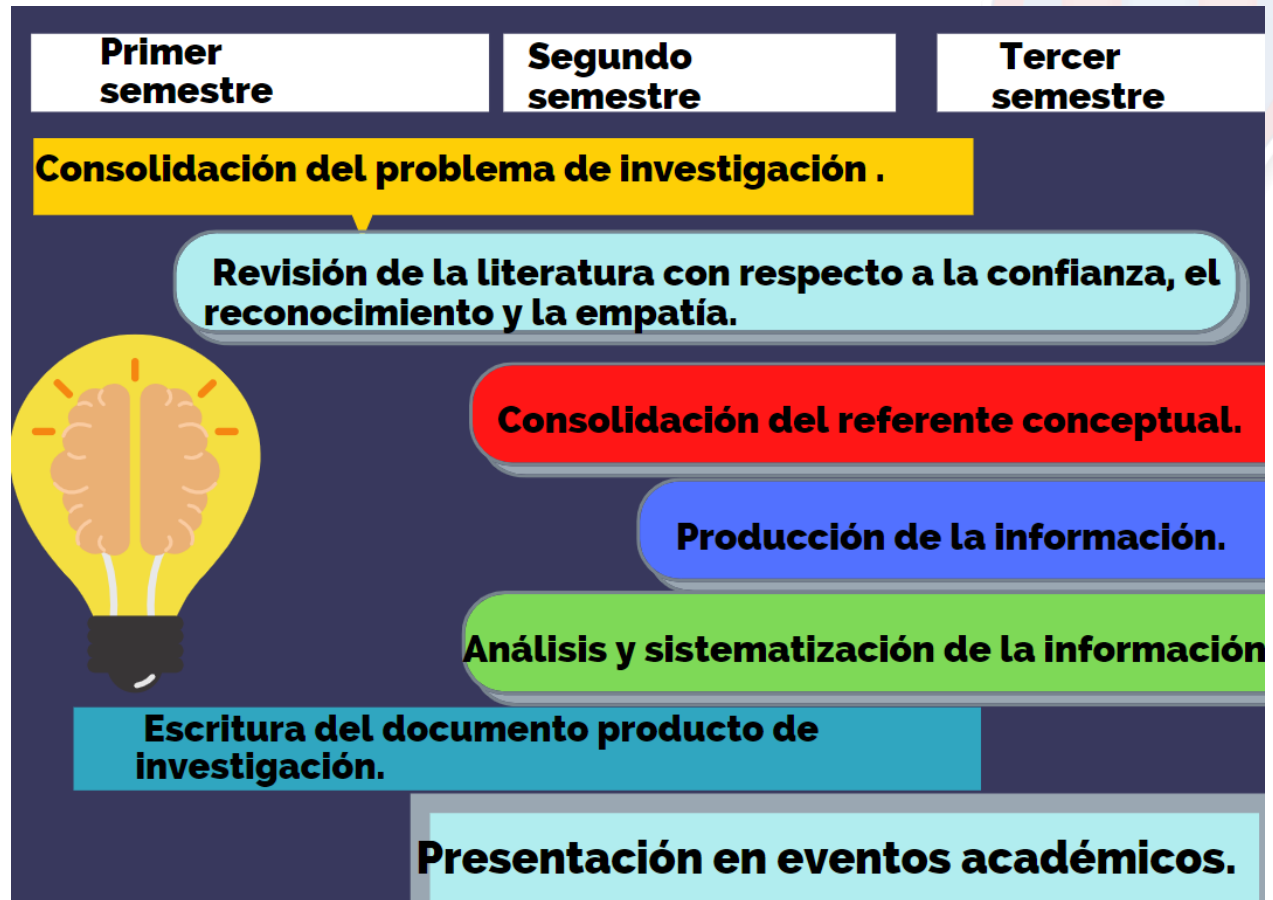 Primer
semestre
Segundo
semestre
Tercer
semestre
Consolidación del problema de investigación .
Revisión de la literatura con respecto a la confianza, el
reconocimiento y la empatía.
Consolidación del referente conceptual.
Producción de la información.
Análisis y sistematización de la información
Escritura del documento producto de
investigación.
Presentación en eventos académicos.